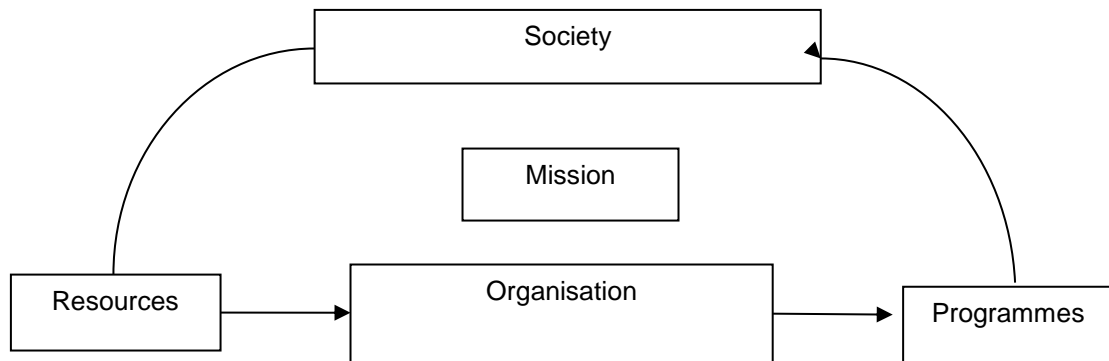 Society
Mission
Resources
Organisation
Programmes